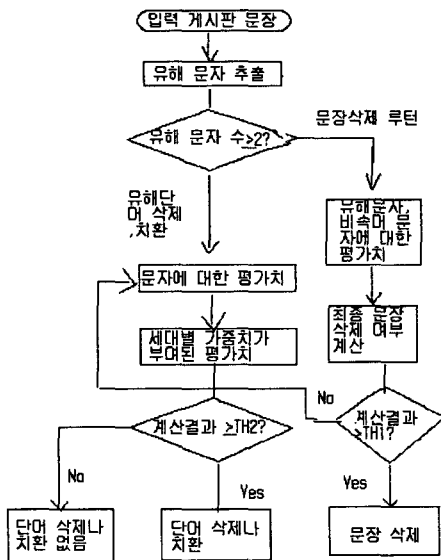 입력 게시판 문장
유해 문자 추출
유해 문자 수≥2?
문장삭제 루턴
유해단
어 삭제
,치환
유해문자,
비속어 문
자에 대한
평가치
문자에 대한 평가치
세대별 가중치가
부여된 평가치
최종 문장
삭제 여부
계산
No
계산결과 ≥TH2?
계산결과
≥TH1?
No
Yes
Yes
단어 삭제나
치환 없음
단어 삭제나
치환
문장 삭제